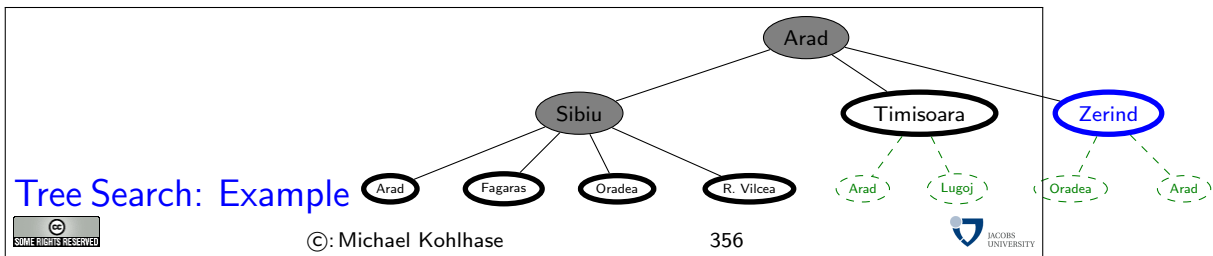 Arad
Sibiu Timisoara Zerind
Tree Search: Example Arad Fagaras Oradea R. Vilcea Arad Lugoj Oradea Arad
cc
SOME RIGHTS RESERVED
©: Michael Kohlhase 356
JACOBS
UNIVERSITY